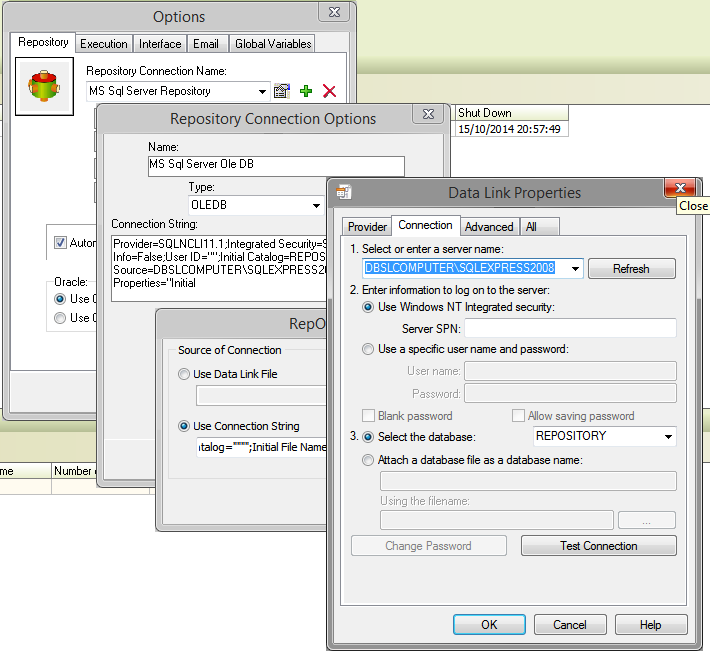 Options
Repository Execution Interface Email Global Variables
Repository Connection Name:
MS Sql Server Repository
Shut Down
15/10/2014 20:57:49
Repository Connection Options
Name:
MS Sql Server Ole DB
Type:
OLEDB
Connection String:
Provider=SQLNCLI11.1;Integrated Security=S
Info=False;User ID="";Initial Catalog=REPOS
Source=DBSLCOMPUTER\SQLEXPRESS200
Properties="Initial
Oracle:
RepO
Source of Connection
Use Data Link File
Use Connection String
;Initial File Name
Data Link Properties
Close
Provider Connection Advanced All
1. Select or enter a server name:
DBSLCOMPUTER\SQLEXPRESS2008
Refresh
2. Enter information to log on to the server:
Use Windows NT Integrated security:
Server SPN:
Use a specific user name and password:
User name:
Password:
Blank password
Allow saving password
3. Select the database:
REPOSITORY
Attach a database file as a database name:
Using the filename:
...
Change Password
Test Connection
OK
Cancel
Help
Number